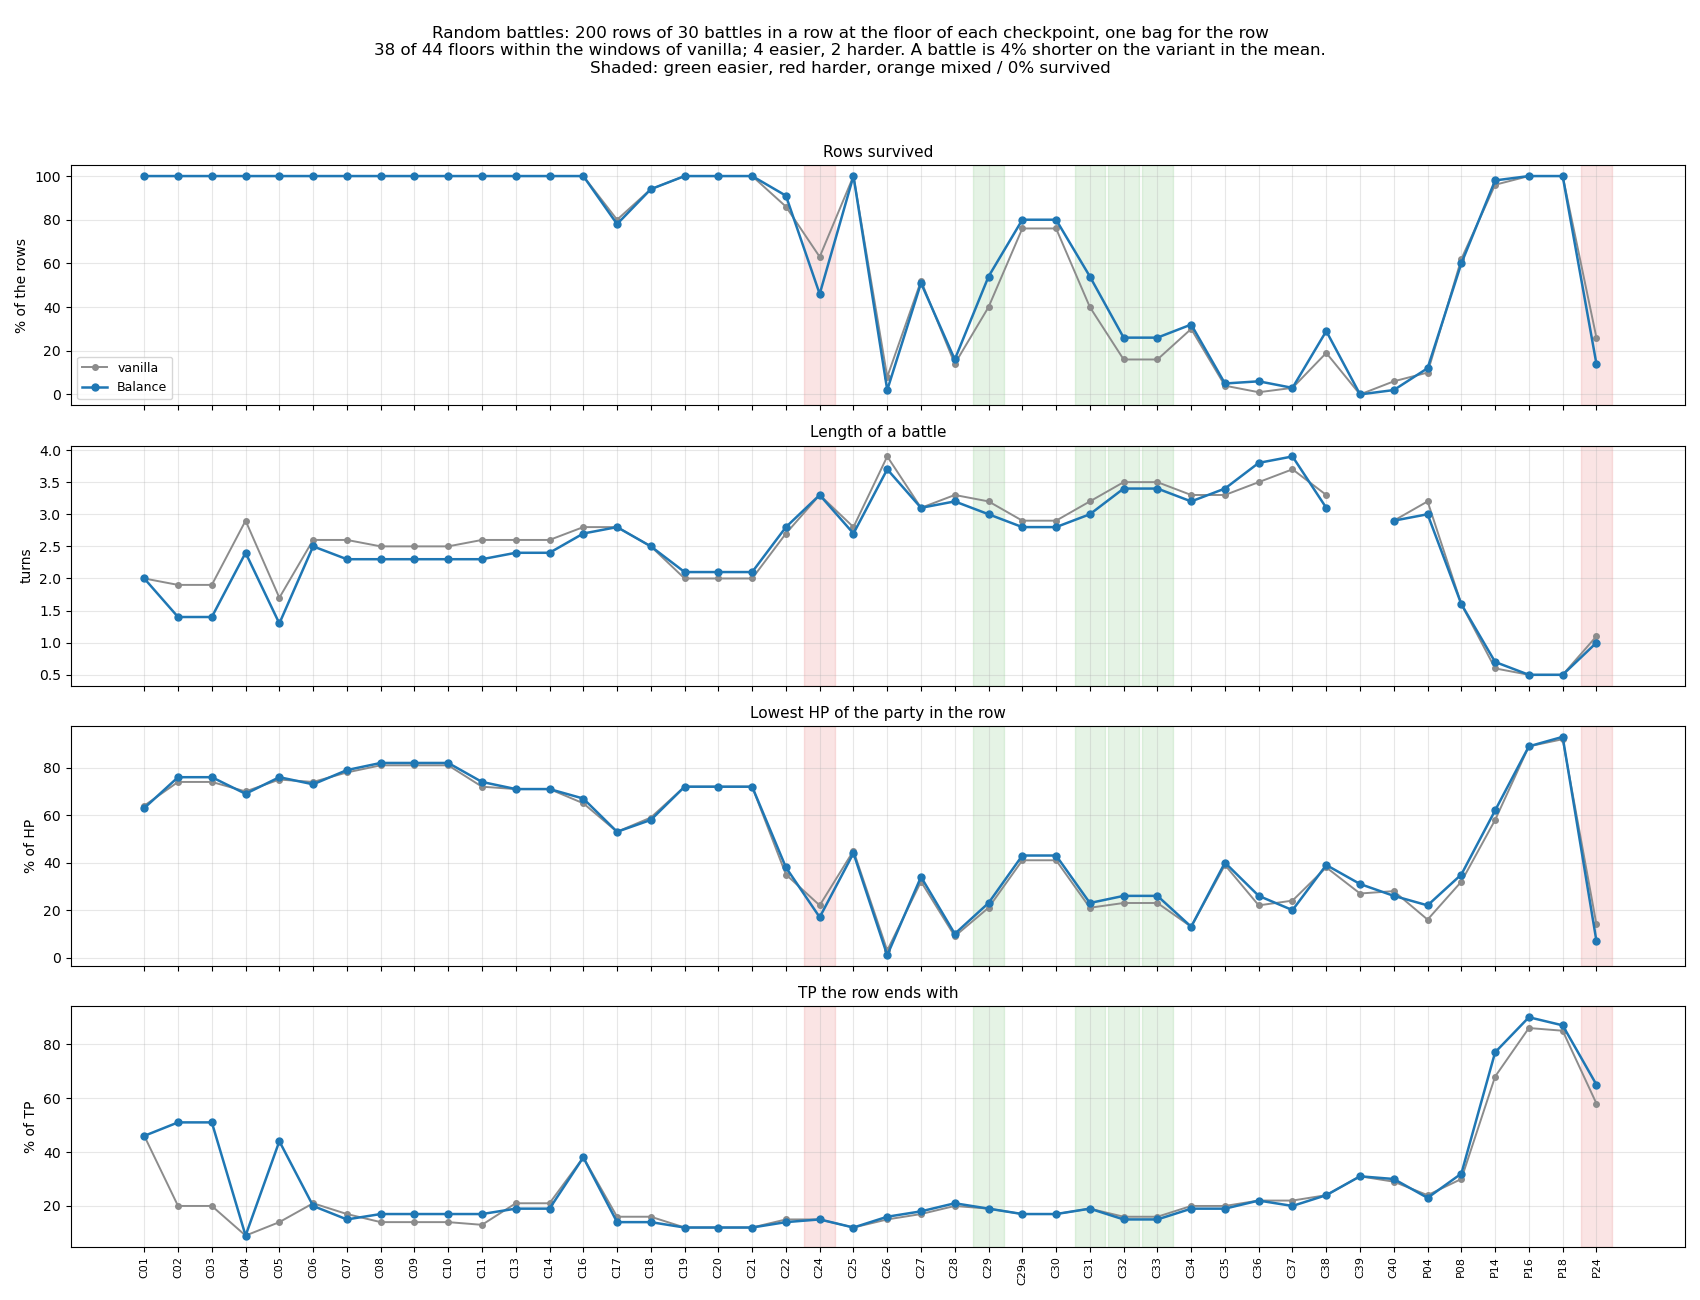 Random battles: 200 rows of 30 battles in a row at the floor of each checkpoint, one bag for the row
38 of 44 floors within the windows of vanilla; 4 easier, 2 harder. A battle is 4% shorter on the variant in the mean.
Shaded: green easier, red harder, orange mixed / 0% survived
Rows survived
% of the rows
100
80
60
40
20
0
vanilla
Balance
Length of a battle
turns
4.0
3.5
3.0
2.5
2.0
1.5
1.0
0.5
Lowest HP of the party in the row
% of HP
80
60
40
20
0
TP the row ends with
% of TP
80
60
40
20
C01 C02 C03 C04 C05 C06 C07 C08 C09 C10 C11 C13 C14 C16 C17 C18 C19 C20 C21 C22 C24 C25 C26 C27 C28 C29 C29a C30 C31 C32 C33 C34 C35 C36 C37 C38 C39 C40 P04 P08 P14 P16 P18 P24